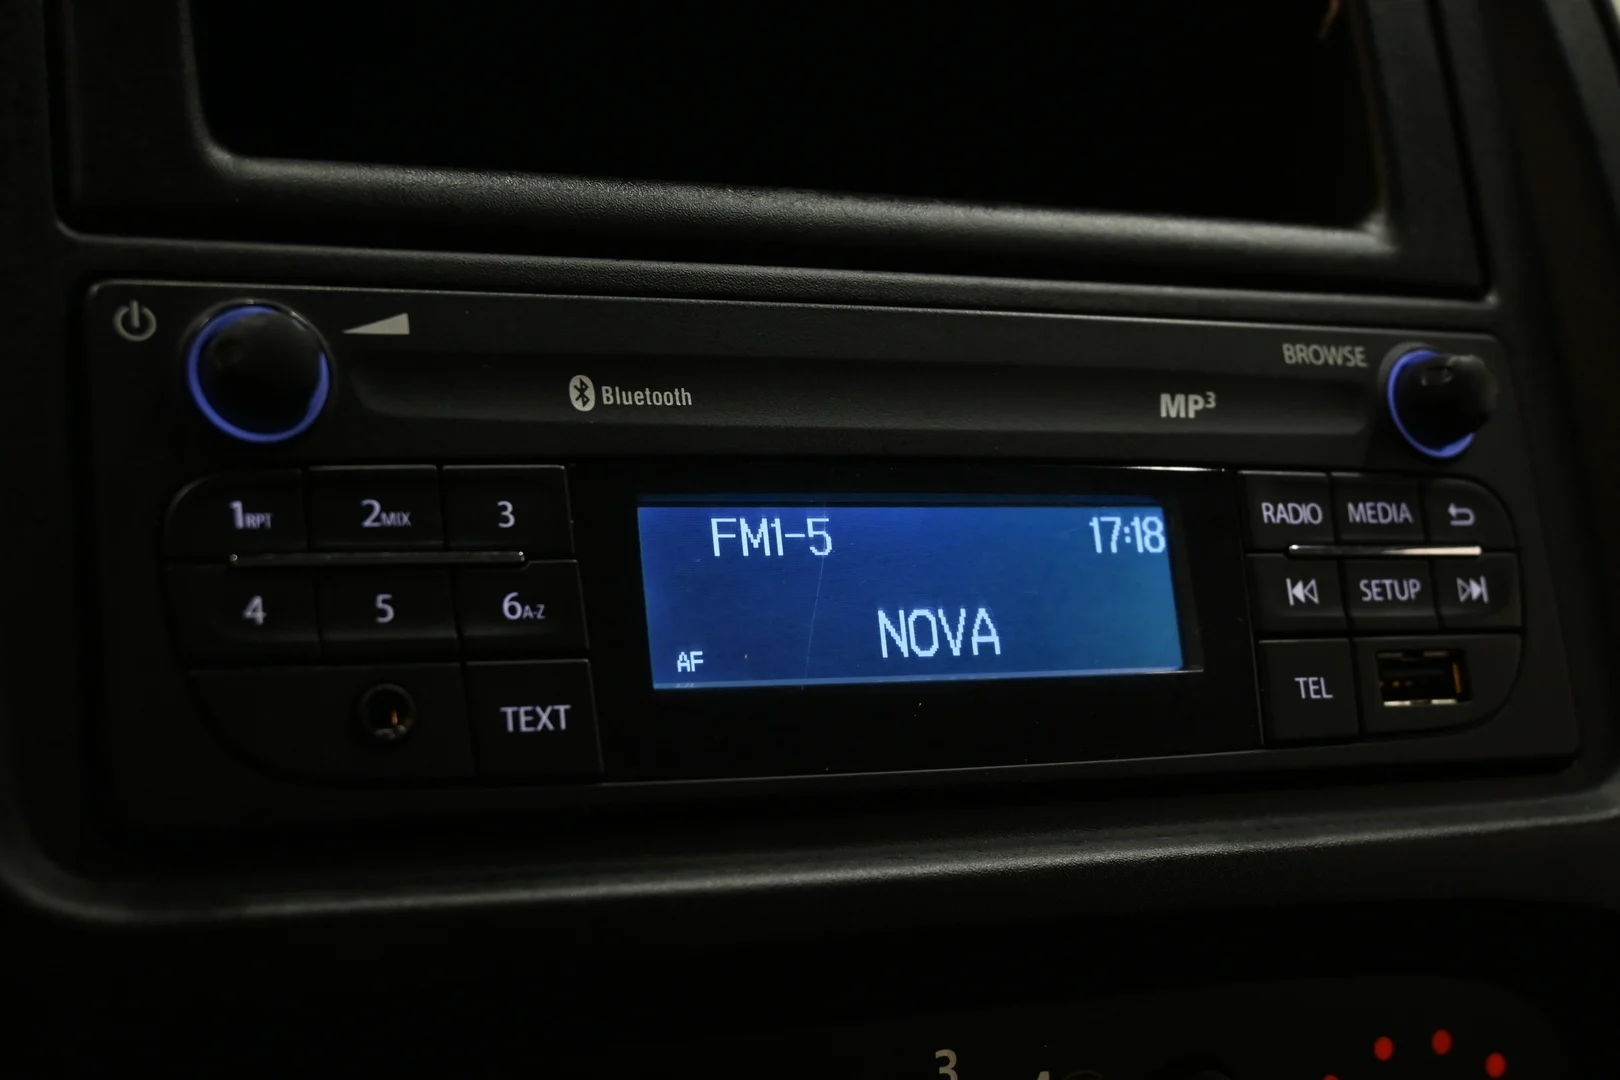 BROWSE
Bluetooth
MP3
1RPT 2MIX 3
FM1-5 17:18
RADIO MEDIA
4 5 6A-Z
NOVA
SETUP
AF
TEXT
TEL
3